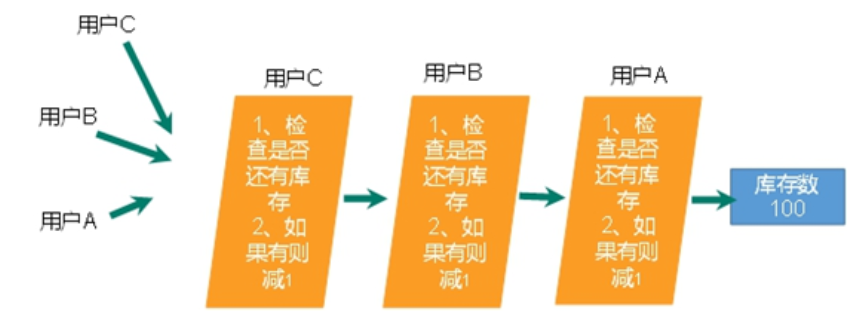 用户C
用户B
用户A
用户C
1、检
查是否
还有库
存
2、如
果有则
减1
用户B
1、检
查是否
还有库
存
2、如
果有则
减1
用户A
1、检
查是否
还有库
存
2、如
果有则
减1
库存数
100